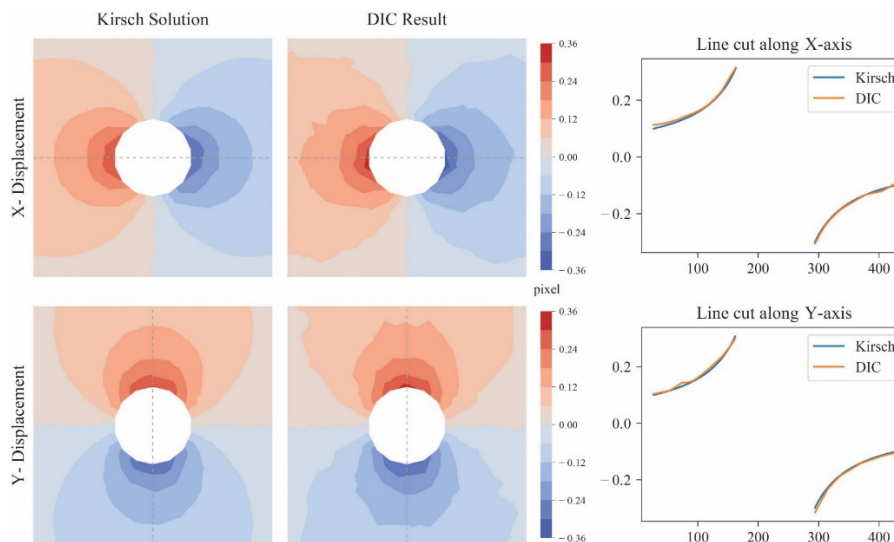 Kirsch Solution
DIC Result
X- Displacement
0.36
0.24
0.12
0.00
−0.12
−0.24
−0.36
pixel
Line cut along X-axis
Kirsch
DIC
0.2
0.0
−0.2
100
200
300
400
Y- Displacement
0.36
0.24
0.12
0.00
−0.12
−0.24
−0.36
Line cut along Y-axis
Kirsch
DIC
0.2
0.0
−0.2
100
200
300
400